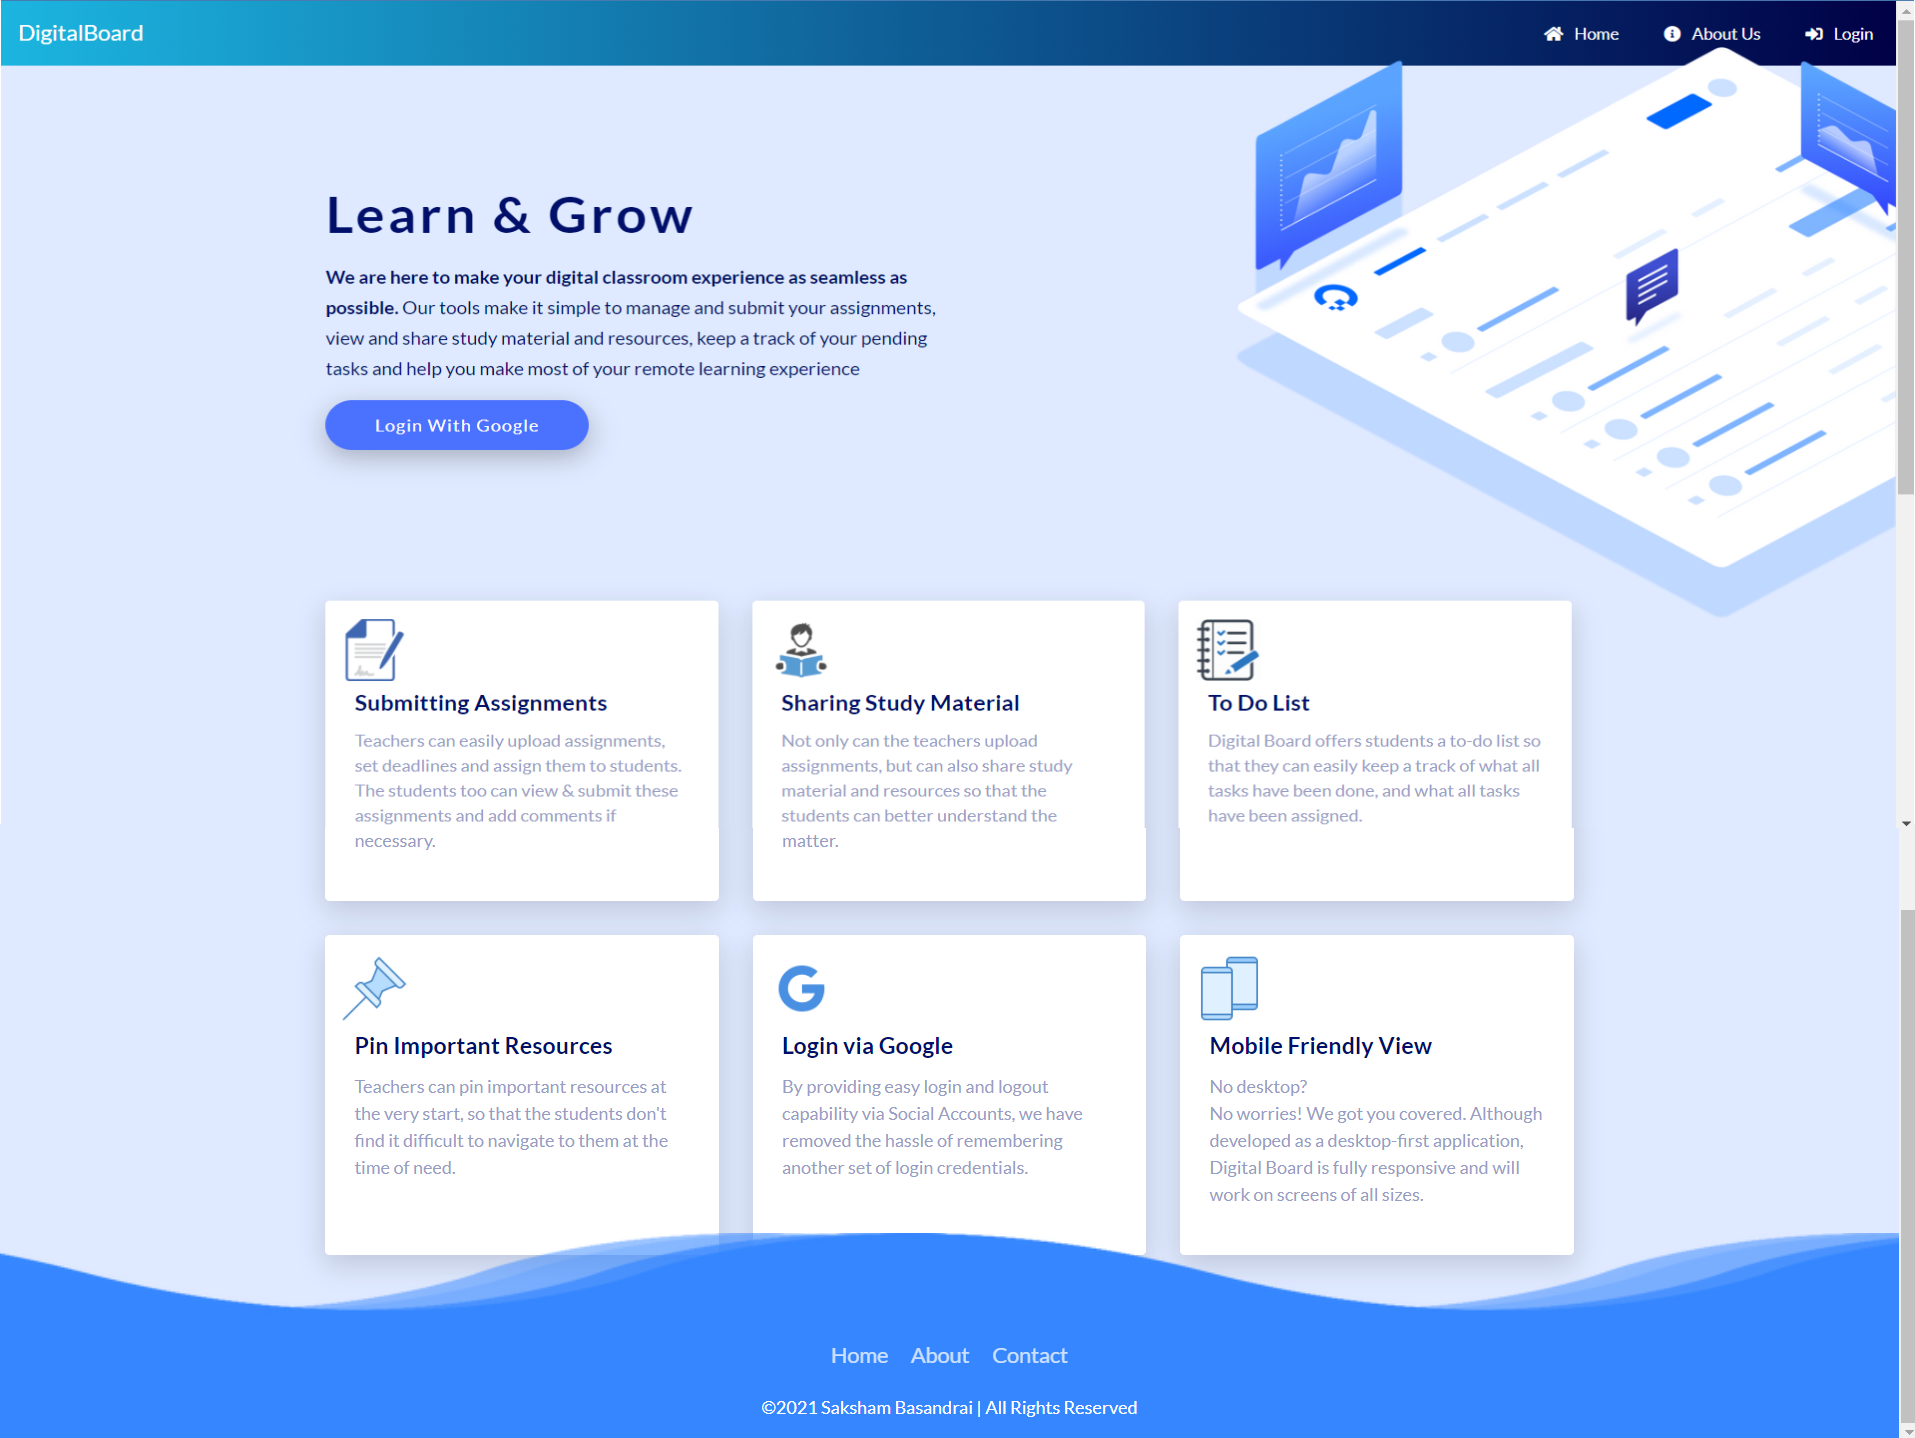 DigitalBoard
Home
About Us
Login
Learn & Grow
We are here to make your digital classroom experience as seamless as
possible. Our tools make it simple to manage and submit your assignments,
view and share study material and resources, keep a track of your pending
tasks and help you make most of your remote learning experience
Login With Google
Submitting Assignments
Teachers can easily upload assignments,
set deadlines and assign them to students.
The students too can view & submit these
assignments and add comments if
necessary.
Sharing Study Material
Not only can the teachers upload
assignments, but can also share study
material and resources so that the
students can better understand the
matter.
To Do List
Digital Board offers students a to-do list so
that they can easily keep a track of what all
tasks have been done, and what all tasks
have been assigned.
Pin Important Resources
Teachers can pin important resources at
the very start, so that the students don't
find it difficult to navigate to them at the
time of need.
Login via Google
By providing easy login and logout
capability via Social Accounts, we have
removed the hassle of remembering
another set of login credentials.
Mobile Friendly View
No desktop?
No worries! We got you covered. Although
developed as a desktop-first application,
Digital Board is fully responsive and will
work on screens of all sizes.
Home About Contact
©2021 Saksham Basandrai | All Rights Reserved